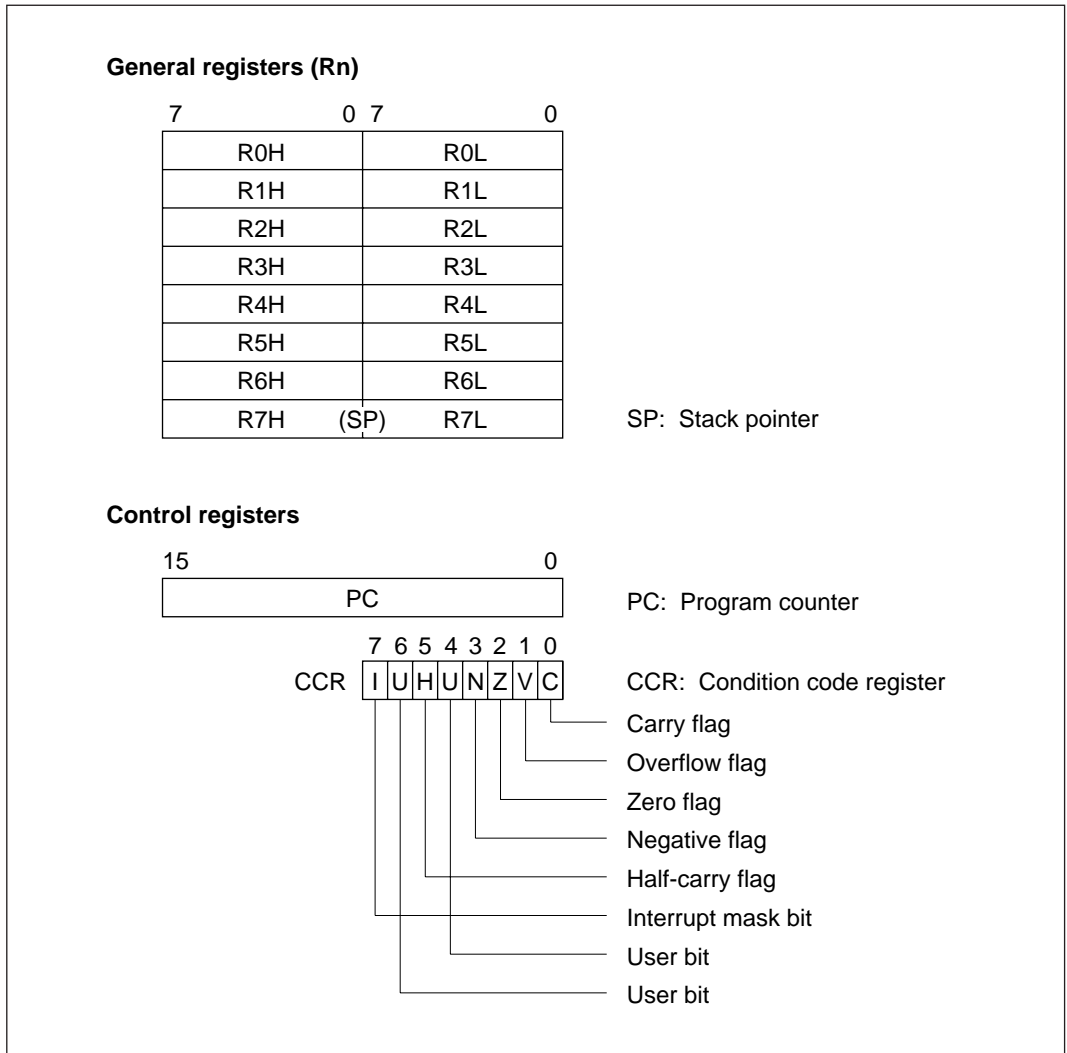 General registers (Rn)
7 0 7 0
R0H R0L
R1H R1L
R2H R2L
R3H R3L
R4H R4L
R5H R5L
R6H R6L
R7H (SP) R7L SP: Stack pointer
Control registers
15 0
PC PC: Program counter
7 6 5 4 3 2 1 0
CCR I U H U N Z V C CCR: Condition code register
Carry flag
Overflow flag
Zero flag
Negative flag
Half-carry flag
Interrupt mask bit
User bit
User bit